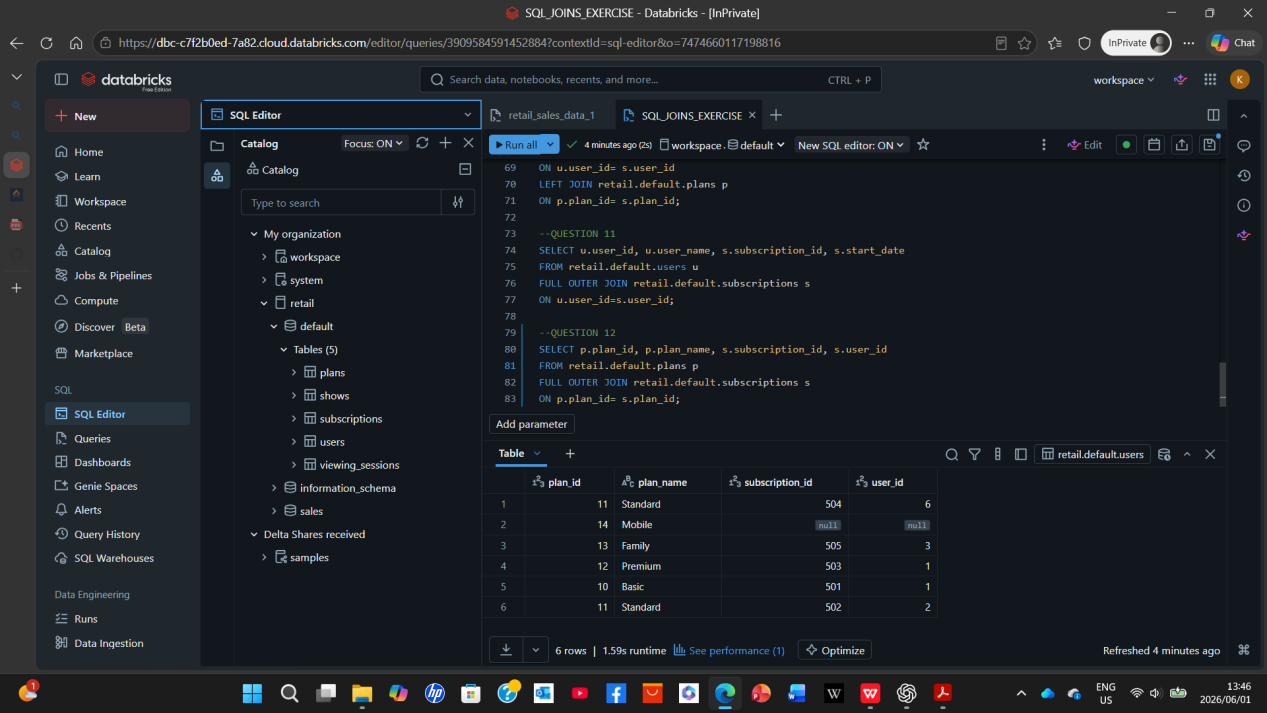 SQL_JOINS_EXERCISE - Databricks - [InPrivate]
https://dbc-c7f2b0ed-7a82.cloud.databricks.com/editor/queries/3909584591452884?contextId=sql-editor&o=7474660117198816
InPrivate
Chat
databricks
Free Edition
Search data, notebooks, recents, and more...
CTRL + P
workspace
K
New
Home
Learn
Workspace
Recents
Catalog
Jobs & Pipelines
Compute
Discover Beta
Marketplace
SQL
SQL Editor
Queries
Dashboards
Genie Spaces
Alerts
Query History
SQL Warehouses
Data Engineering
Runs
Data Ingestion
SQL Editor
Catalog
Focus: ON
Catalog
Type to search
My organization
workspace
system
retail
default
Tables (5)
plans
shows
subscriptions
users
viewing_sessions
information_schema
sales
Delta Shares received
samples
retail_sales_data_1
SQL_JOINS_EXERCISE
Run all
4 minutes ago (2s)
workspace . default
New SQL editor: ON
Edit
69 ON u.user_id= s.user_id
70 LEFT JOIN retail.default.plans p
71 ON p.plan_id= s.plan_id;
72
73 --QUESTION 11
74 SELECT u.user_id, u.user_name, s.subscription_id, s.start_date
75 FROM retail.default.users u
76 FULL OUTER JOIN retail.default.subscriptions s
77 ON u.user_id=s.user_id;
78
79 --QUESTION 12
80 SELECT p.plan_id, p.plan_name, s.subscription_id, s.user_id
81 FROM retail.default.plans p
82 FULL OUTER JOIN retail.default.subscriptions s
83 ON p.plan_id= s.plan_id;
Add parameter
Table
retail.default.users
plan_id plan_name subscription_id user_id
1 11 Standard 504 6
2 14 Mobile null null
3 13 Family 505 3
4 12 Premium 503 1
5 10 Basic 501 1
6 11 Standard 502 2
6 rows | 1.59s runtime
See performance (1)
Optimize
Refreshed 4 minutes ago
1
ENG
US
13:46
2026/06/01